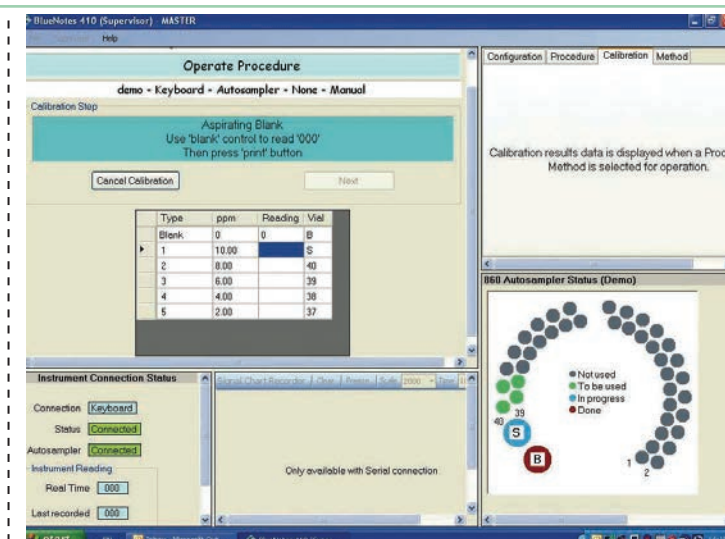 BlueNotes 410 (Supervisor) - MASTER
Help
Operate Procedure
demo - Keyboard - Autosampler - None - Manual
Calibration Step
Aspirating Blank
Use 'blank' control to read '000'
Then press 'print' button
Cancel Calibration
Next
Type ppm Reading Vial
Blank 0 0 B
1 10.00 S
2 8.00 40
3 6.00 39
4 4.00 38
5 2.00 37
Configuration Procedure Calibration Method
Calibration results data is displayed when a Proc
Method is selected for operation.
860 Autosampler Status (Demo)
Not used
To be used
In progress
Done
40 39
S
B
1 2
Instrument Connection Status
Connection Keyboard
Status Connected
Autosampler Connected
Instrument Reading
Real Time 000
Last recorded 000
Signal Chart Recorder Clear Freeze Scale 2000 Time
Only available with Serial connection